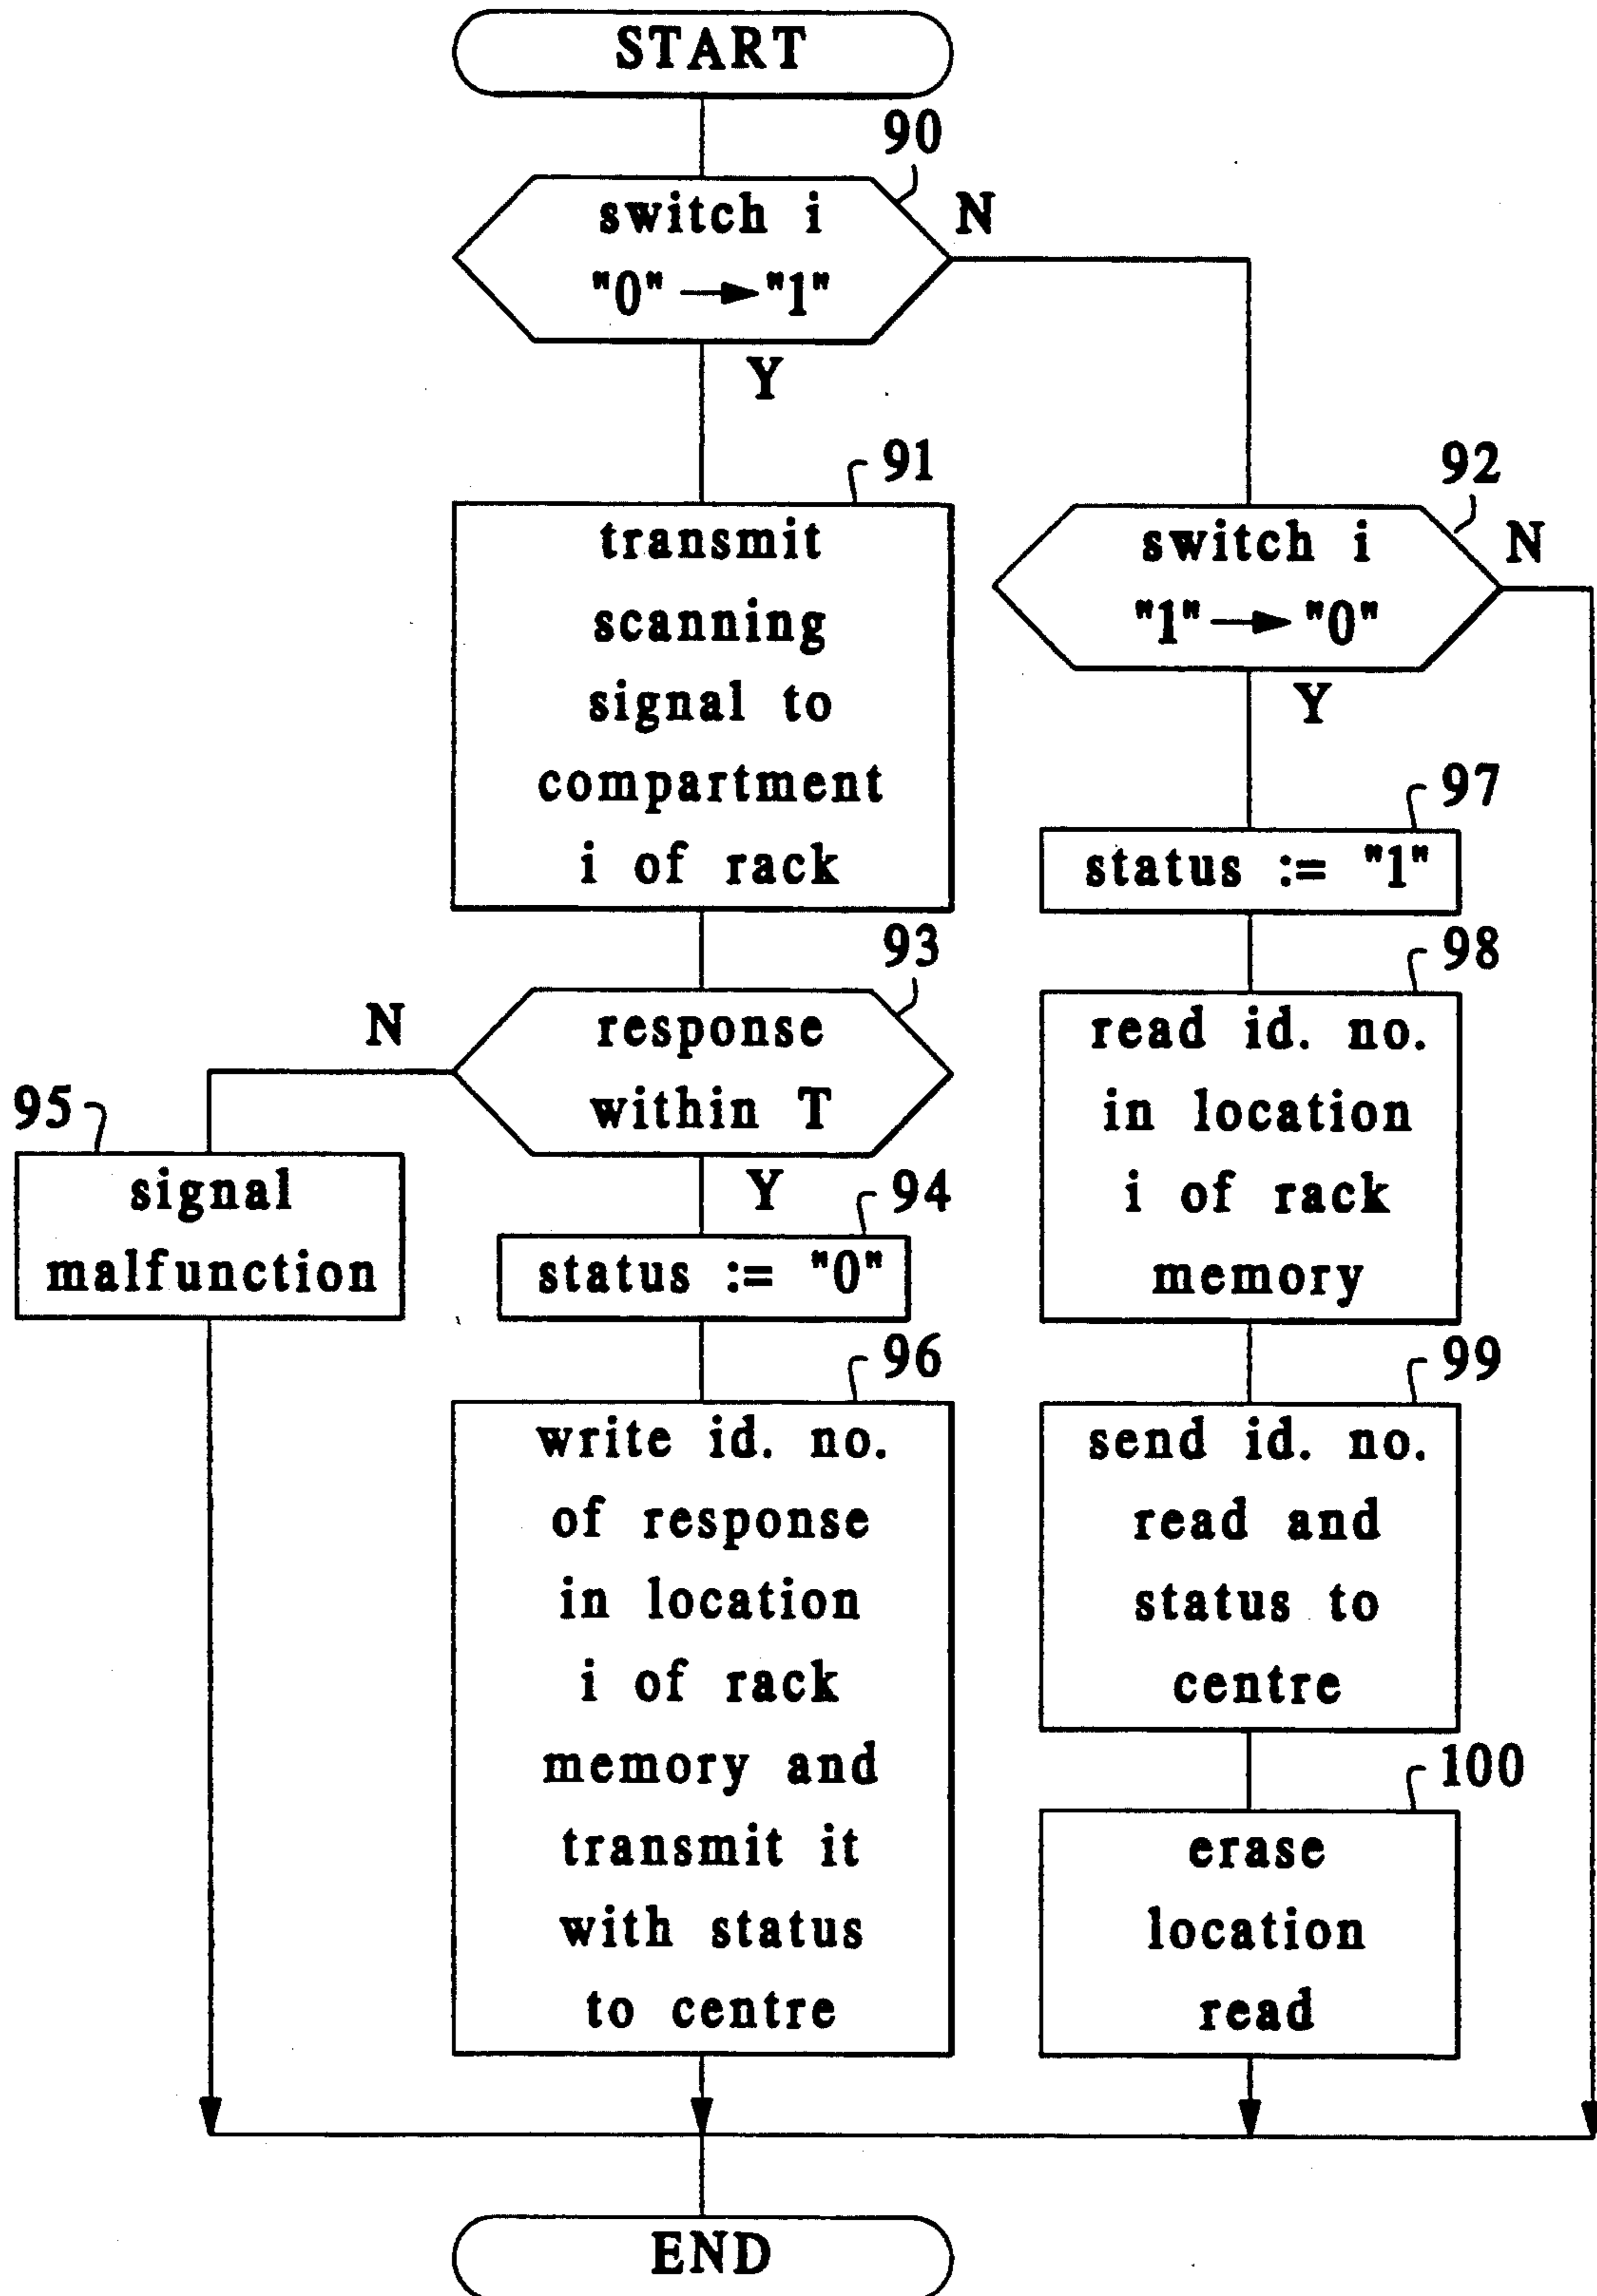 START
90
switch i
"0" → "1"
N
Y
91
transmit
scanning
signal to
compartment
i of rack
92
switch i
"1" → "0"
N
Y
93
response
within T
N
Y
95
signal
malfunction
94
status := "0"
96
write id. no.
of response
in location
i of rack
memory and
transmit it
with status
to centre
97
status := "1"
98
read id. no.
in location
i of rack
memory
99
send id. no.
read and
status to
centre
100
erase
location
read
END